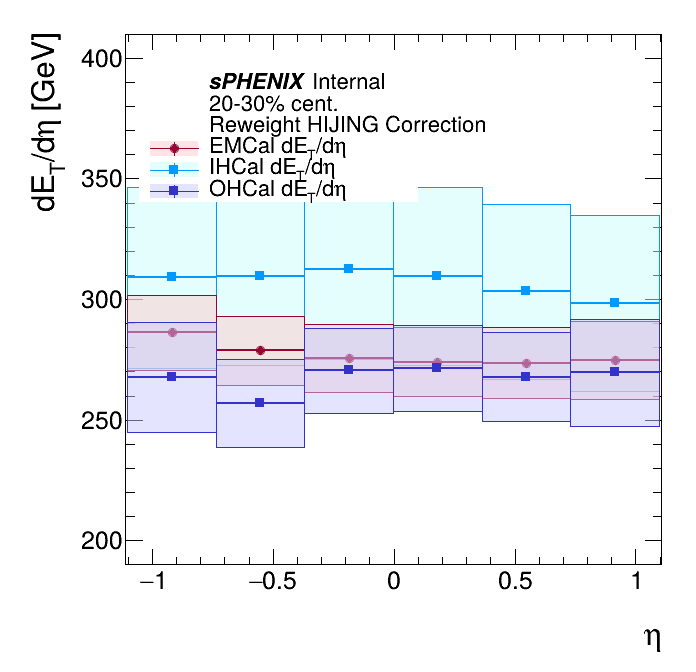 dE_T/dη [GeV]
400
350
300
250
200
sPHENIX Internal
20-30% cent.
Reweight HIJING Correction
EMCal dE_T/dη
IHCal dE_T/dη
OHCal dE_T/dη
−1 −0.5 0 0.5 1
η